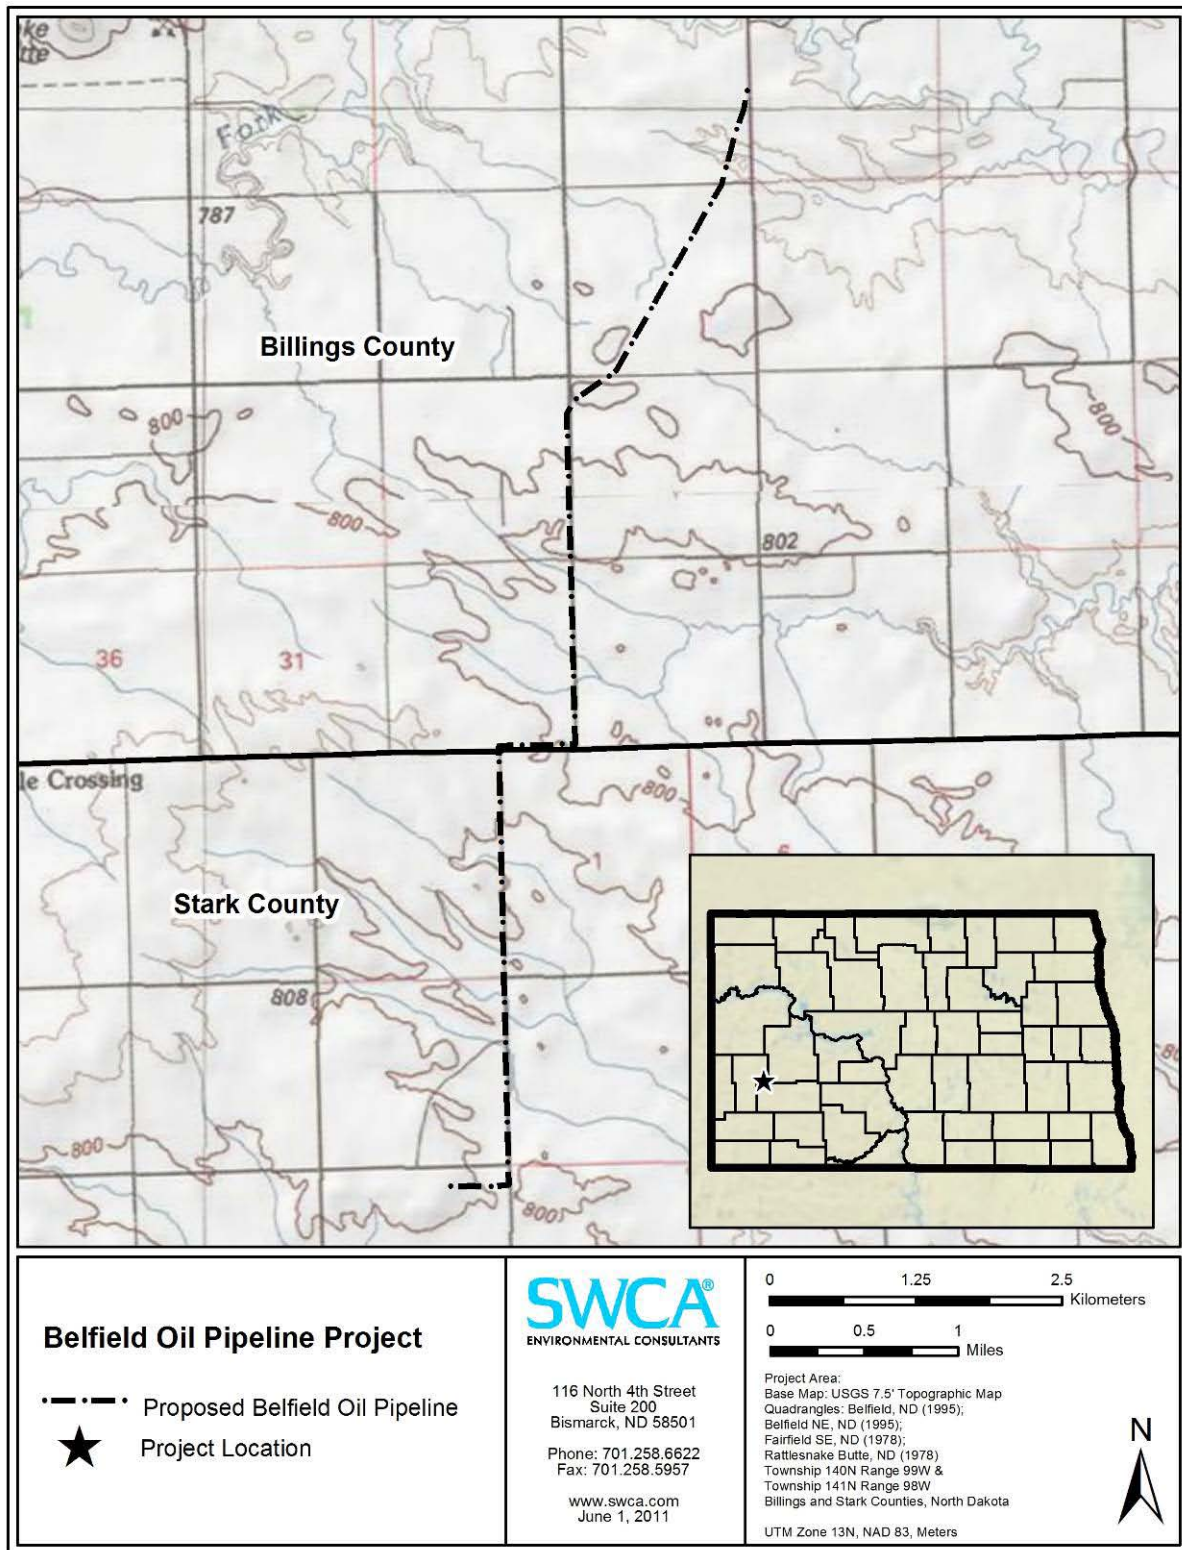 Fork
787
Billings County
800
800
800
802
36
31
le Crossing
800
1
6
Stark County
808
800
800
Belfield Oil Pipeline Project
Proposed Belfield Oil Pipeline
Project Location
SWCA®
ENVIRONMENTAL CONSULTANTS
116 North 4th Street
Suite 200
Bismarck, ND 58501
Phone: 701.258.6622
Fax: 701.258.5957
www.swca.com
June 1, 2011
0 1.25 2.5
Kilometers
0 0.5 1
Miles
Project Area:
Base Map: USGS 7.5' Topographic Map
Quadrangles: Belfield, ND (1995);
Belfield NE, ND (1995);
Fairfield SE, ND (1978);
Rattlesnake Butte, ND (1978)
Township 140N Range 99W &
Township 141N Range 98W
Billings and Stark Counties, North Dakota
UTM Zone 13N, NAD 83, Meters
N